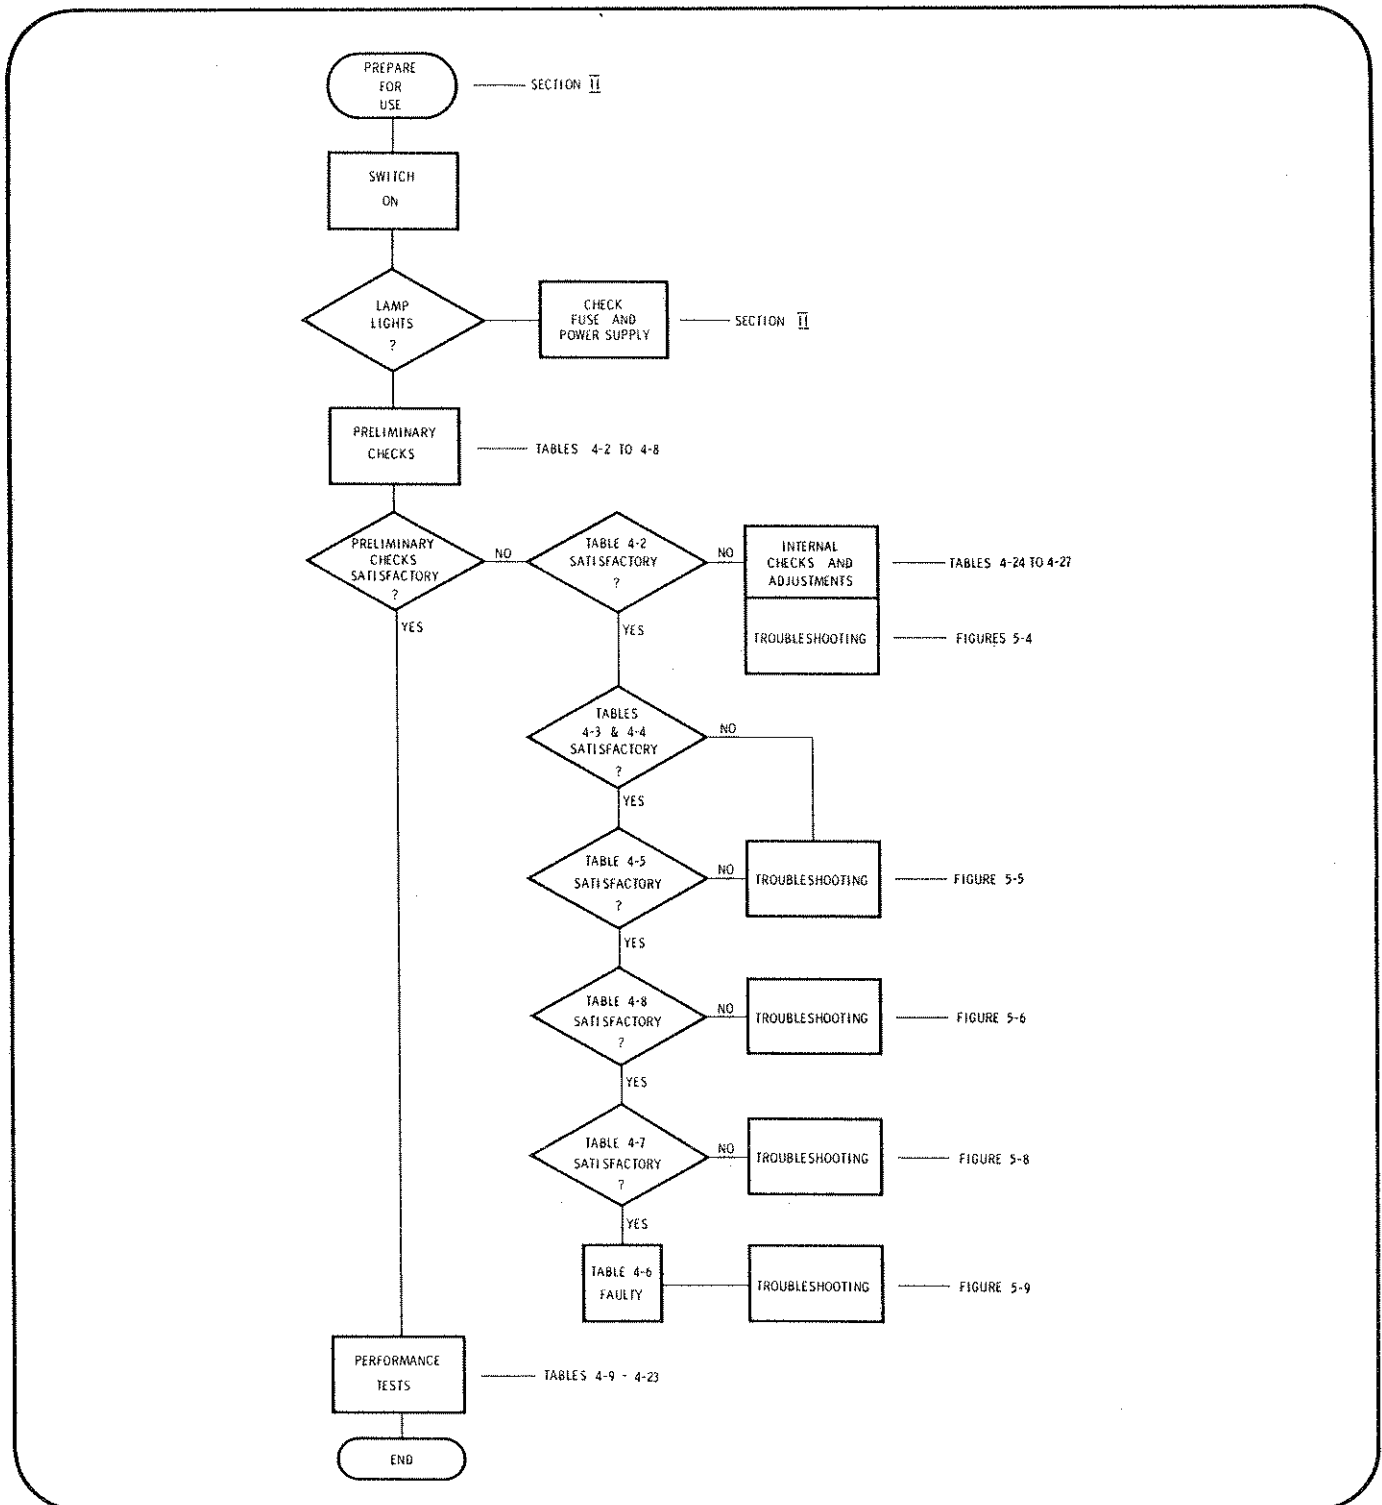 PREPARE
FOR
USE
SECTION II
SWITCH
ON
LAMP
LIGHTS
?
CHECK
FUSE AND
POWER SUPPLY
SECTION II
PRELIMINARY
CHECKS
TABLES 4-2 TO 4-8
PRELIMINARY
CHECKS
SATISFACTORY
?
NO
YES
TABLE 4-2
SATISFACTORY
?
NO
YES
INTERNAL
CHECKS AND
ADJUSTMENTS
TABLES 4-24 TO 4-27
TROUBLESHOOTING
FIGURES 5-4
TABLES
4-3 & 4-4
SATISFACTORY
?
NO
YES
TABLE 4-5
SATISFACTORY
?
NO
YES
TROUBLESHOOTING
FIGURE 5-5
TABLE 4-8
SATISFACTORY
?
NO
YES
TROUBLESHOOTING
FIGURE 5-6
TABLE 4-7
SATISFACTORY
?
NO
YES
TROUBLESHOOTING
FIGURE 5-8
TABLE 4-6
FAULTY
TROUBLESHOOTING
FIGURE 5-9
PERFORMANCE
TESTS
TABLES 4-9 - 4-23
END